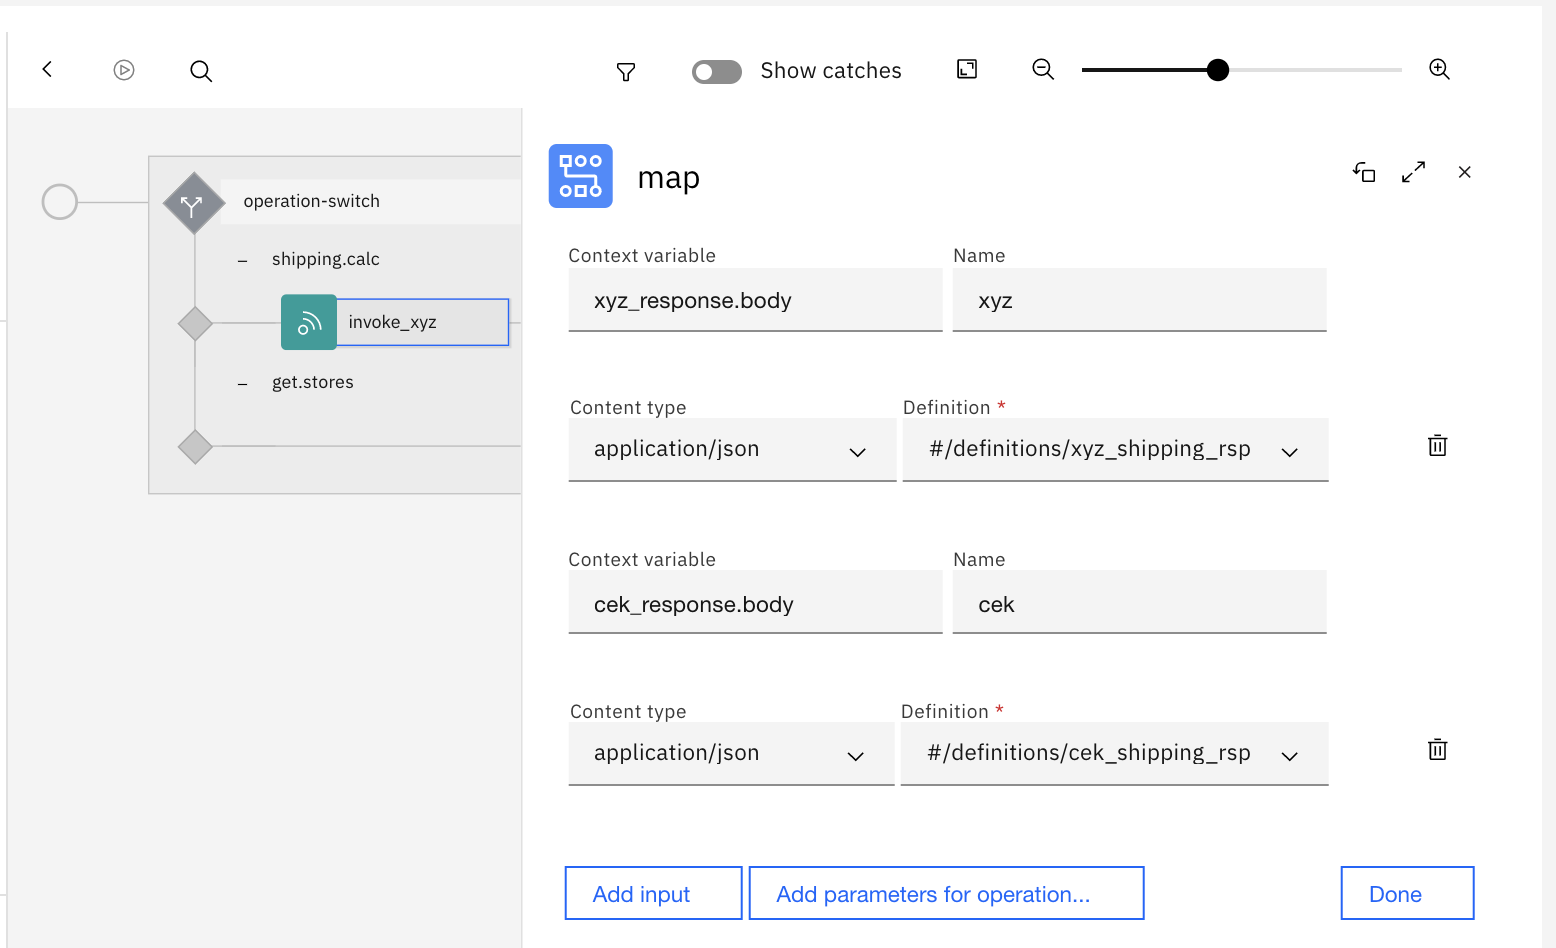 Show catches
operation-switch
shipping.calc
invoke_xyz
get.stores
map
Context variable
Name
xyz_response.body
xyz
Content type
Definition *
application/json
#/definitions/xyz_shipping_rsp
Context variable
Name
cek_response.body
cek
Content type
Definition *
application/json
#/definitions/cek_shipping_rsp
Add input
Add parameters for operation...
Done